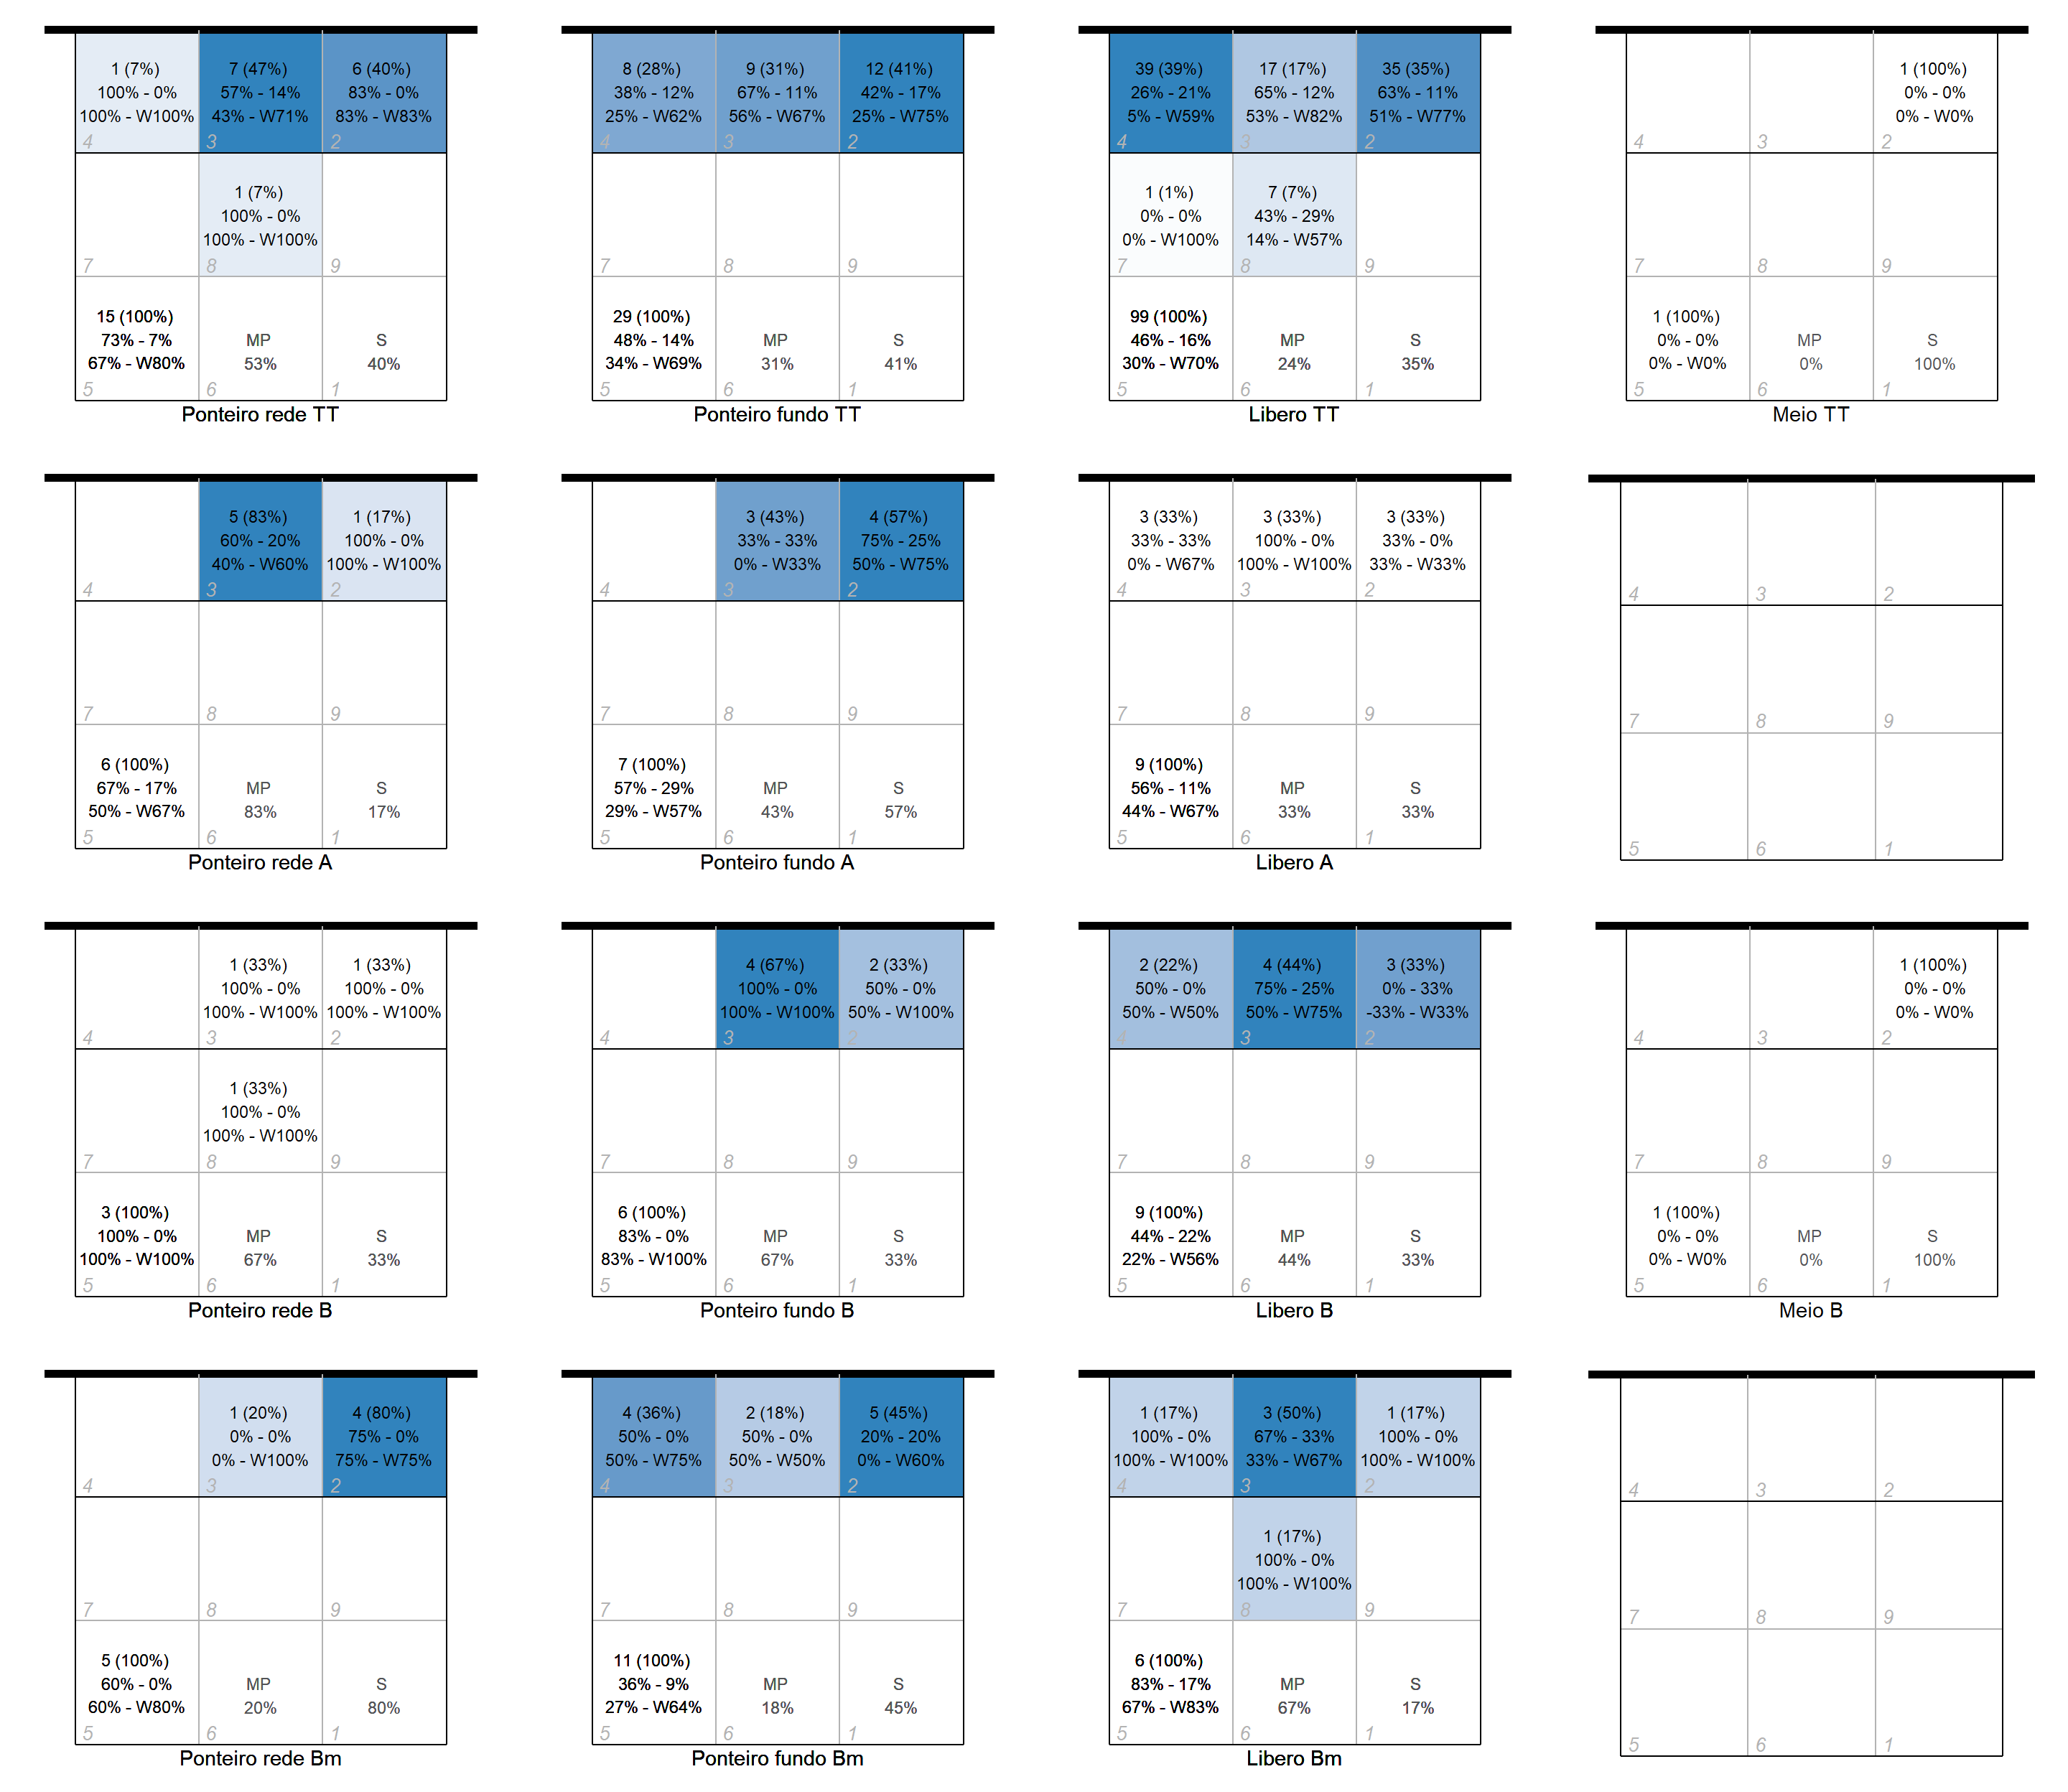 1 (7%)
100% - 0%
100% - W100%
4
7 (47%)
57% - 14%
43% - W71%
3
6 (40%)
83% - 0%
83% - W83%
2
7
1 (7%)
100% - 0%
100% - W100%
8
9
15 (100%)
73% - 7%
67% - W80%
5
MP
53%
6
S
40%
1
Ponteiro rede TT
8 (28%)
38% - 12%
25% - W62%
4
9 (31%)
67% - 11%
56% - W67%
3
12 (41%)
42% - 17%
25% - W75%
2
7
8
9
29 (100%)
48% - 14%
34% - W69%
5
MP
31%
6
S
41%
1
Ponteiro fundo TT
39 (39%)
26% - 21%
5% - W59%
4
17 (17%)
65% - 12%
53% - W82%
3
35 (35%)
63% - 11%
51% - W77%
2
1 (1%)
0% - 0%
0% - W100%
7
7 (7%)
43% - 29%
14% - W57%
8
9
99 (100%)
46% - 16%
30% - W70%
5
MP
24%
6
S
35%
1
Libero TT
4
3
1 (100%)
0% - 0%
0% - W0%
2
7
8
9
1 (100%)
0% - 0%
0% - W0%
5
MP
0%
6
S
100%
1
Meio TT
4
5 (83%)
60% - 20%
40% - W60%
3
1 (17%)
100% - 0%
100% - W100%
2
7
8
9
6 (100%)
67% - 17%
50% - W67%
5
MP
83%
6
S
17%
1
Ponteiro rede A
4
3 (43%)
33% - 33%
0% - W33%
3
4 (57%)
75% - 25%
50% - W75%
2
7
8
9
7 (100%)
57% - 29%
29% - W57%
5
MP
43%
6
S
57%
1
Ponteiro fundo A
3 (33%)
33% - 33%
0% - W67%
4
3 (33%)
100% - 0%
100% - W100%
3
3 (33%)
33% - 0%
33% - W33%
2
7
8
9
9 (100%)
56% - 11%
44% - W67%
5
MP
33%
6
S
33%
1
Libero A
4
3
2
7
8
9
5
6
1
4
1 (33%)
100% - 0%
100% - W100%
3
1 (33%)
100% - 0%
100% - W100%
2
7
1 (33%)
100% - 0%
100% - W100%
8
9
3 (100%)
100% - 0%
100% - W100%
5
MP
67%
6
S
33%
1
Ponteiro rede B
4
4 (67%)
100% - 0%
100% - W100%
3
2 (33%)
50% - 0%
50% - W100%
2
7
8
9
6 (100%)
83% - 0%
83% - W100%
5
MP
67%
6
S
33%
1
Ponteiro fundo B
2 (22%)
50% - 0%
50% - W50%
4
4 (44%)
75% - 25%
50% - W75%
3
3 (33%)
0% - 33%
-33% - W33%
2
7
8
9
9 (100%)
44% - 22%
22% - W56%
5
MP
44%
6
S
33%
1
Libero B
4
3
1 (100%)
0% - 0%
0% - W0%
2
7
8
9
1 (100%)
0% - 0%
0% - W0%
5
MP
0%
6
S
100%
1
Meio B
4
1 (20%)
0% - 0%
0% - W100%
3
4 (80%)
75% - 0%
75% - W75%
2
7
8
9
5 (100%)
60% - 0%
60% - W80%
5
MP
20%
6
S
80%
1
Ponteiro rede Bm
4 (36%)
50% - 0%
50% - W75%
4
2 (18%)
50% - 0%
50% - W50%
3
5 (45%)
20% - 20%
0% - W60%
2
7
8
9
11 (100%)
36% - 9%
27% - W64%
5
MP
18%
6
S
45%
1
Ponteiro fundo Bm
1 (17%)
100% - 0%
100% - W100%
4
3 (50%)
67% - 33%
33% - W67%
3
1 (17%)
100% - 0%
100% - W100%
2
7
1 (17%)
100% - 0%
100% - W100%
8
9
6 (100%)
83% - 17%
67% - W83%
5
MP
67%
6
S
17%
1
Libero Bm
4
3
2
7
8
9
5
6
1